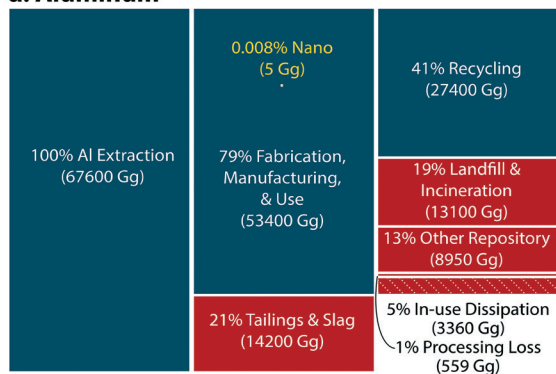 a. Aluminum
100% Al Extraction
(67600 Gg)
0.008% Nano
(5 Gg)
79% Fabrication,
Manufacturing,
& Use
(53400 Gg)
21% Tailings & Slag
(14200 Gg)
41% Recycling
(27400 Gg)
19% Landfill &
Incineration
(13100 Gg)
13% Other Repository
(8950 Gg)
5% In-use Dissipation
(3360 Gg)
1% Processing Loss
(559 Gg)